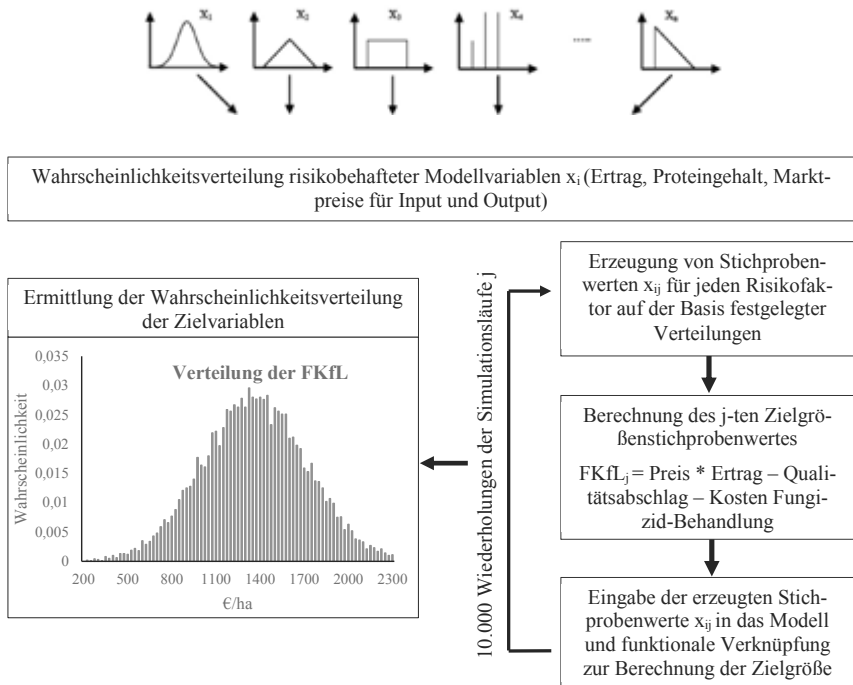 x₁ x₂ x₃ x₄ ..... xₙ
Wahrscheinlichkeitsverteilung risikobehafteter Modellvariablen xᵢ (Ertrag, Proteingehalt, Markt-
preise für Input und Output)
Ermittlung der Wahrscheinlichkeitsverteilung
der Zielvariablen
Verteilung der FKfL
Wahrscheinlichkeit
0,035
0,03
0,025
0,02
0,015
0,01
0,005
0
200 500 800 1100 1400 1700 2000 2300
€/ha
10.000 Wiederholungen der Simulationsläufe j
Erzeugung von Stichproben-
werten xᵢⱼ für jeden Risikofak-
tor auf der Basis festgelegter
Verteilungen
Berechnung des j-ten Zielgrö-
ßenstichprobenwertes
FKfLⱼ = Preis * Ertrag – Quali-
tätsabschlag – Kosten Fungi-
zid-Behandlung
Eingabe der erzeugten Stich-
probenwerte xᵢⱼ in das Modell
und funktionale Verknüpfung
zur Berechnung der Zielgröße